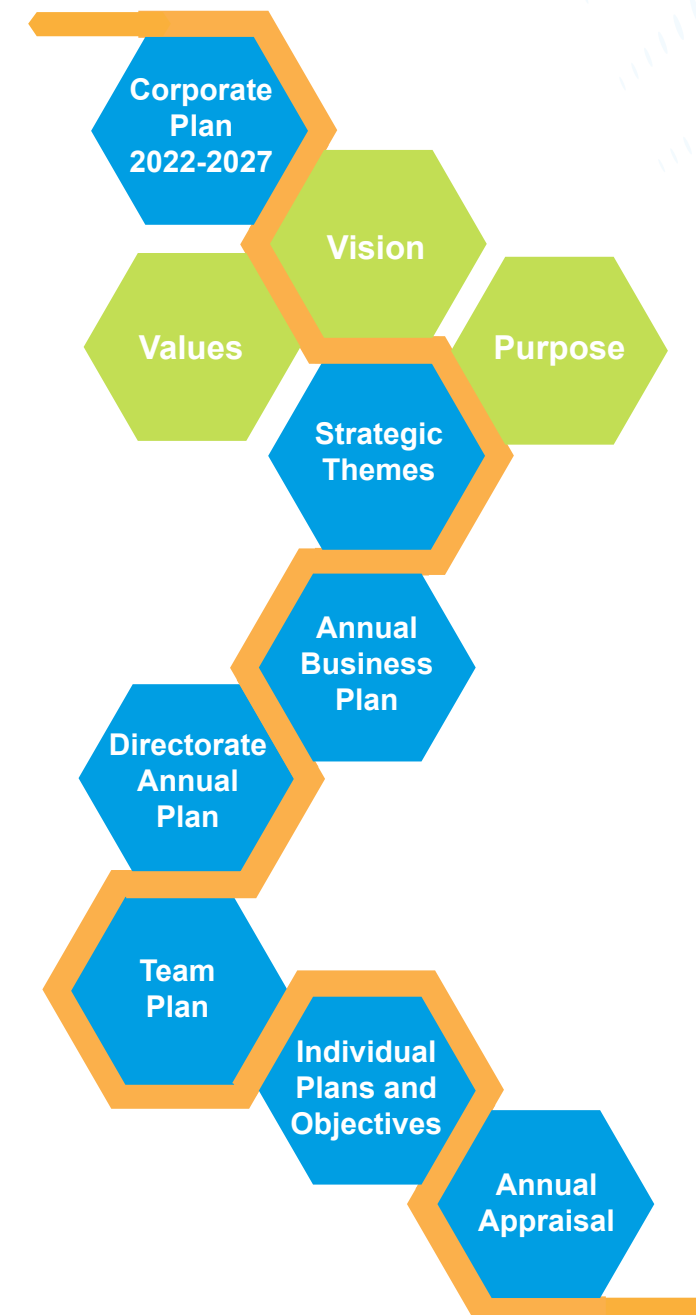 Corporate
Plan
2022-2027
Vision
Values
Purpose
Strategic
Themes
Annual
Business
Plan
Directorate
Annual
Plan
Team
Plan
Individual
Plans and
Objectives
Annual
Appraisal